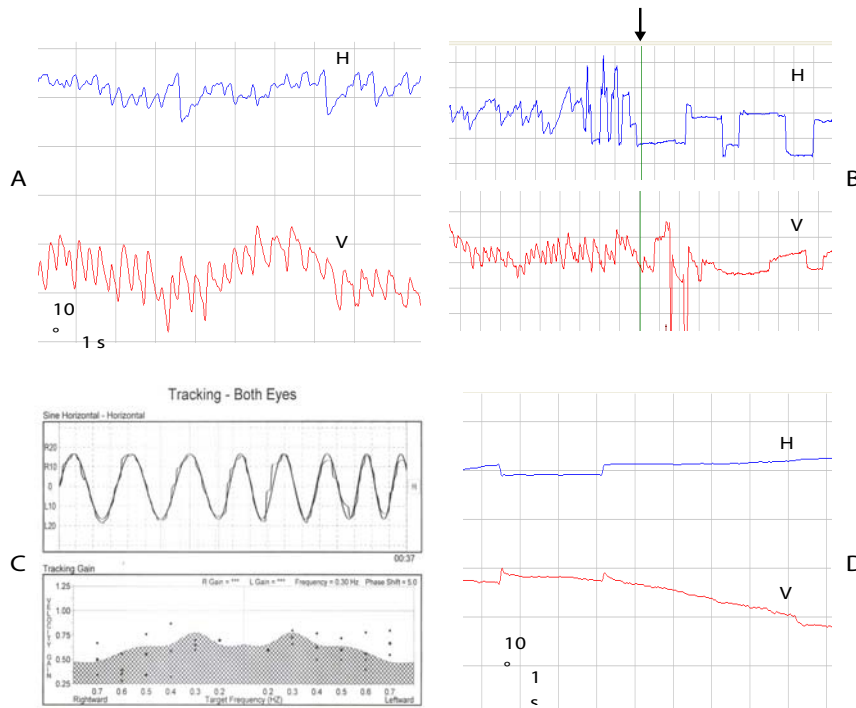 H
A
V
10
°
1 s
H
B
V
Tracking - Both Eyes
Sine Horizontal - Horizontal
R20
R10
0
L10
L20
R
00:37
C
Tracking Gain
R Gain = *** L Gain = *** Frequency = 0.30 Hz Phase Shift = 5.0
1.25
1.00
0.75
0.50
0.25
VELOCITY GAIN
0.7 0.6 0.5 0.4 0.3 0.2 0.2 0.3 0.4 0.5 0.6 0.7
Rightward Target Frequency (HZ) Leftward
H
D
V
10
°
1
s